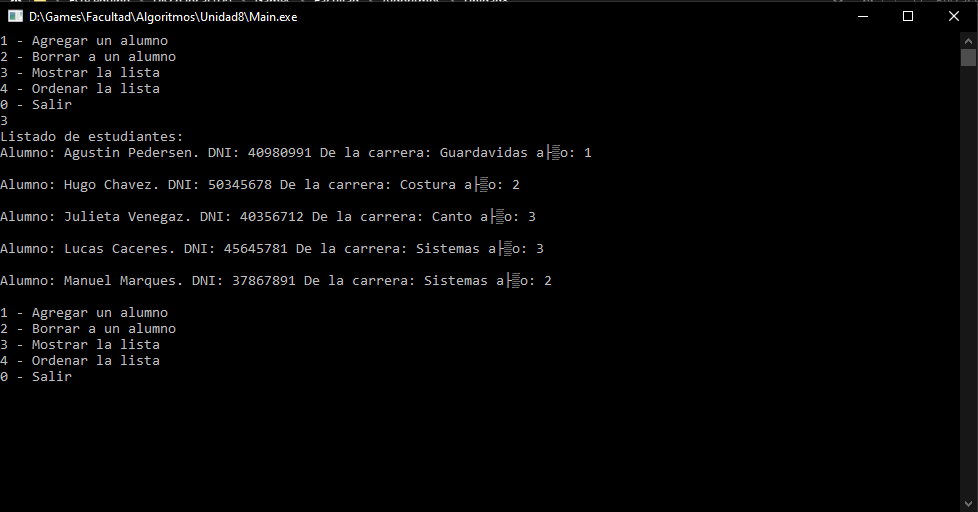 D:\Games\Facultad\Algoritmos\Unidad8\Main.exe
1 - Agregar un alumno
2 - Borrar a un alumno
3 - Mostrar la lista
4 - Ordenar la lista
0 - Salir
3
Listado de estudiantes:
Alumno: Agustin Pedersen. DNI: 40980991 De la carrera: Guardavidas a├▒o: 1
Alumno: Hugo Chavez. DNI: 50345678 De la carrera: Costura a├▒o: 2
Alumno: Julieta Venegaz. DNI: 40356712 De la carrera: Canto a├▒o: 3
Alumno: Lucas Caceres. DNI: 45645781 De la carrera: Sistemas a├▒o: 3
Alumno: Manuel Marques. DNI: 37867891 De la carrera: Sistemas a├▒o: 2
1 - Agregar un alumno
2 - Borrar a un alumno
3 - Mostrar la lista
4 - Ordenar la lista
0 - Salir